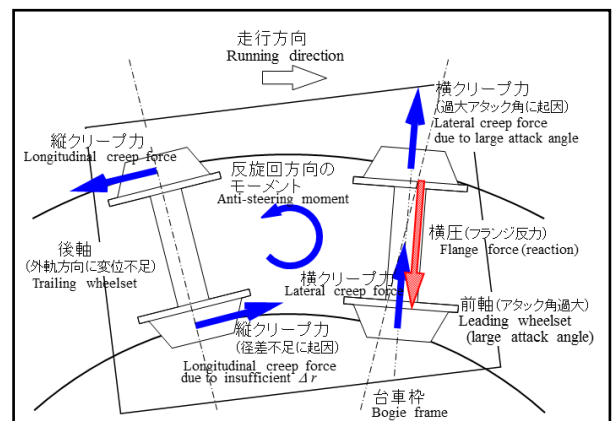 走行方向
Running direction
横クリープ力
(過大アタック角に起因)
Lateral creep force
due to large attack angle
縦クリープ力
Longitudinal creep force
反旋回方向の
モーメント
Anti-steering moment
横圧(フランジ反力)
Flange force(reaction)
後軸
(外軌方向に変位不足)
Trailing wheelset
横クリープ力
Lateral creep force
前軸(アタック角過大)
Leading wheelset
(large attack angle)
縦クリープ力
(径差不足に起因)
Longitudinal creep force
due to insufficient Δr
台車枠
Bogie frame